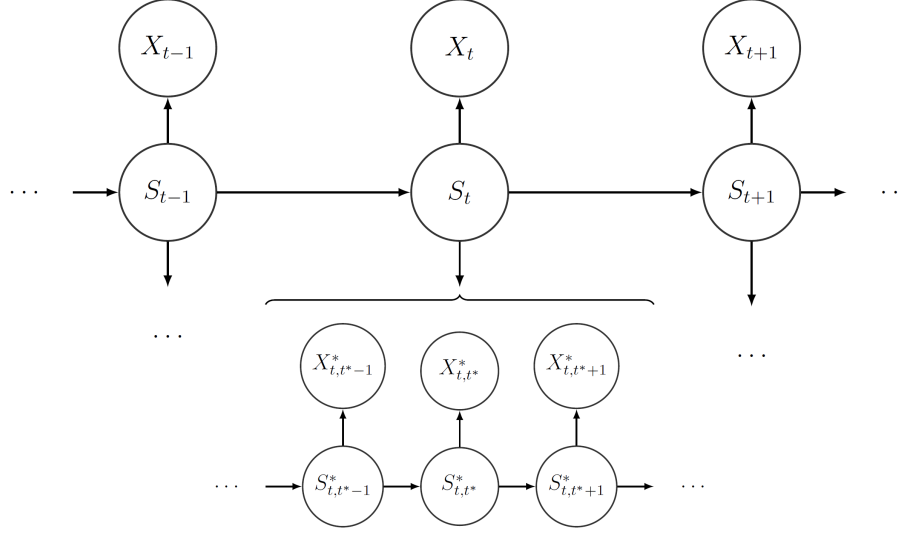 X_{t-1} X_t X_{t+1}
... S_{t-1} S_t S_{t+1} ..
... ...
X^*_{t,t^*-1} X^*_{t,t^*} X^*_{t,t^*+1}
... S^*_{t,t^*-1} S^*_{t,t^*} S^*_{t,t^*+1} ...